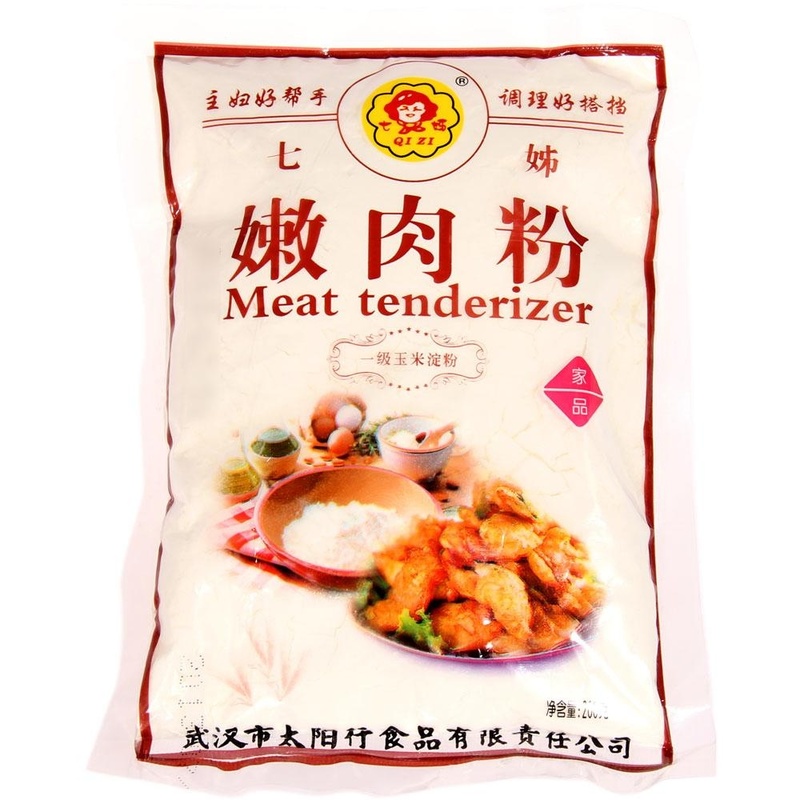 主妇好帮手
®
调理好搭挡
七 姊
QI ZI
七 姊
嫩肉粉
Meat tenderizer
一级玉米淀粉
家
品
净含量:200g
武汉市太阳行食品有限责任公司